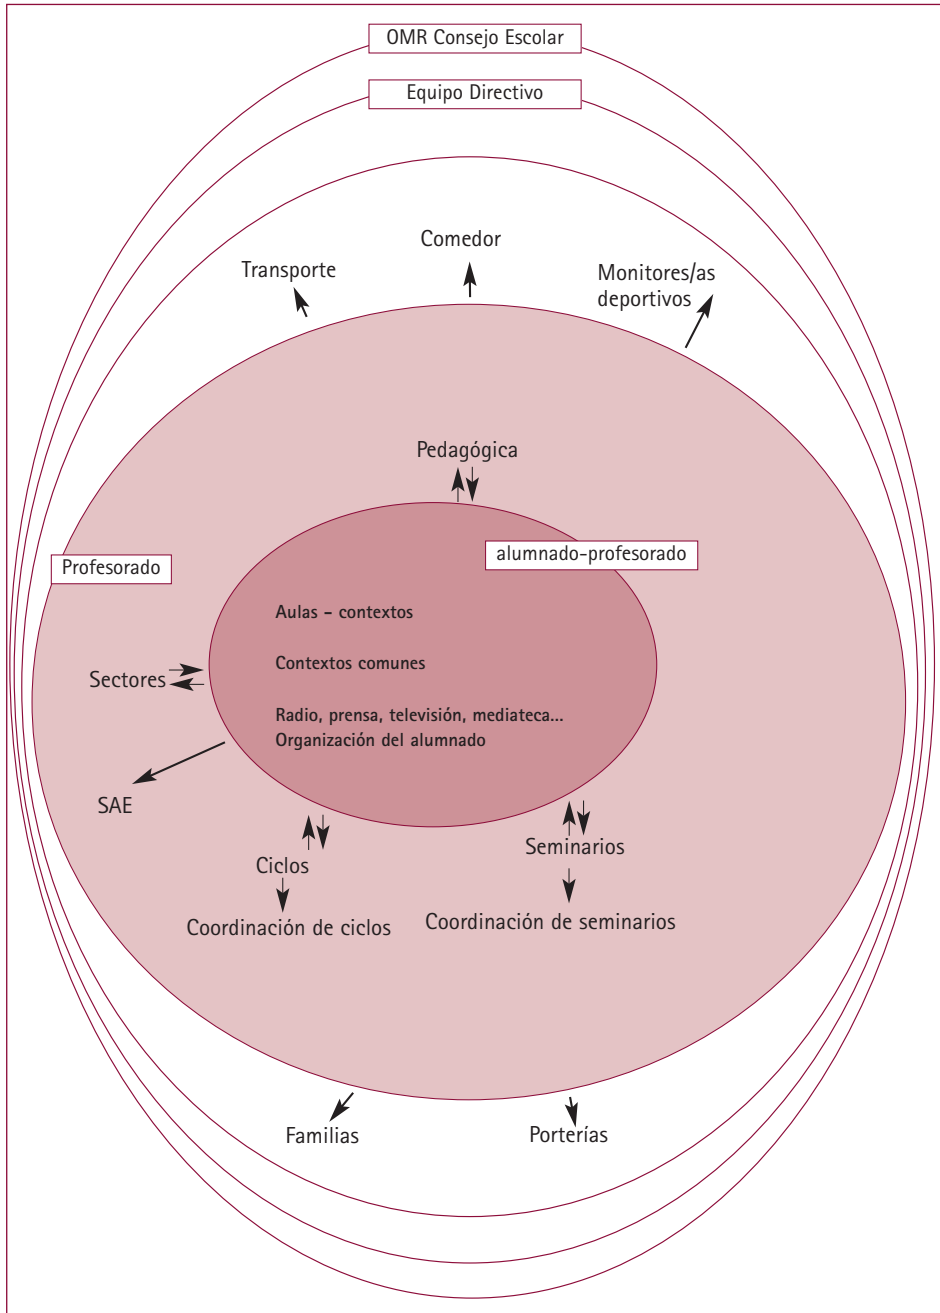 OMR Consejo Escolar
Equipo Directivo
Comedor
Transporte
Monitores/as
deportivos
Pedagógica
alumnado-profesorado
Profesorado
Aulas - contextos
Contextos comunes
Sectores
Radio, prensa, televisión, mediateca...
Organización del alumnado
SAE
Ciclos
Seminarios
Coordinación de ciclos
Coordinación de seminarios
Familias
Porterías